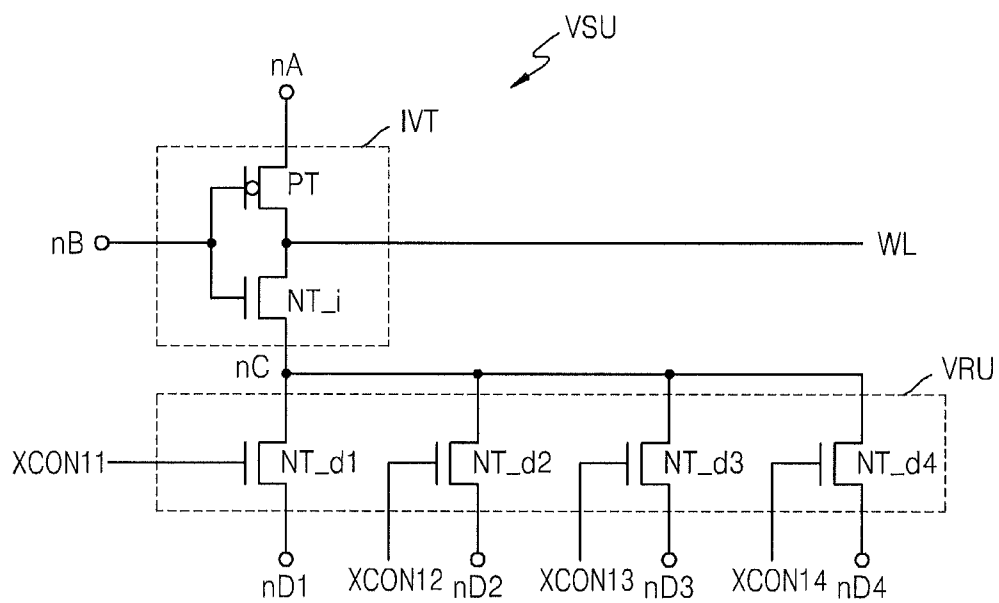 VSU
nA
IVT
PT
nB
WL
NT_i
nC
VRU
XCON11
NT_d1
NT_d2
NT_d3
NT_d4
nD1
XCON12
nD2
XCON13
nD3
XCON14
nD4